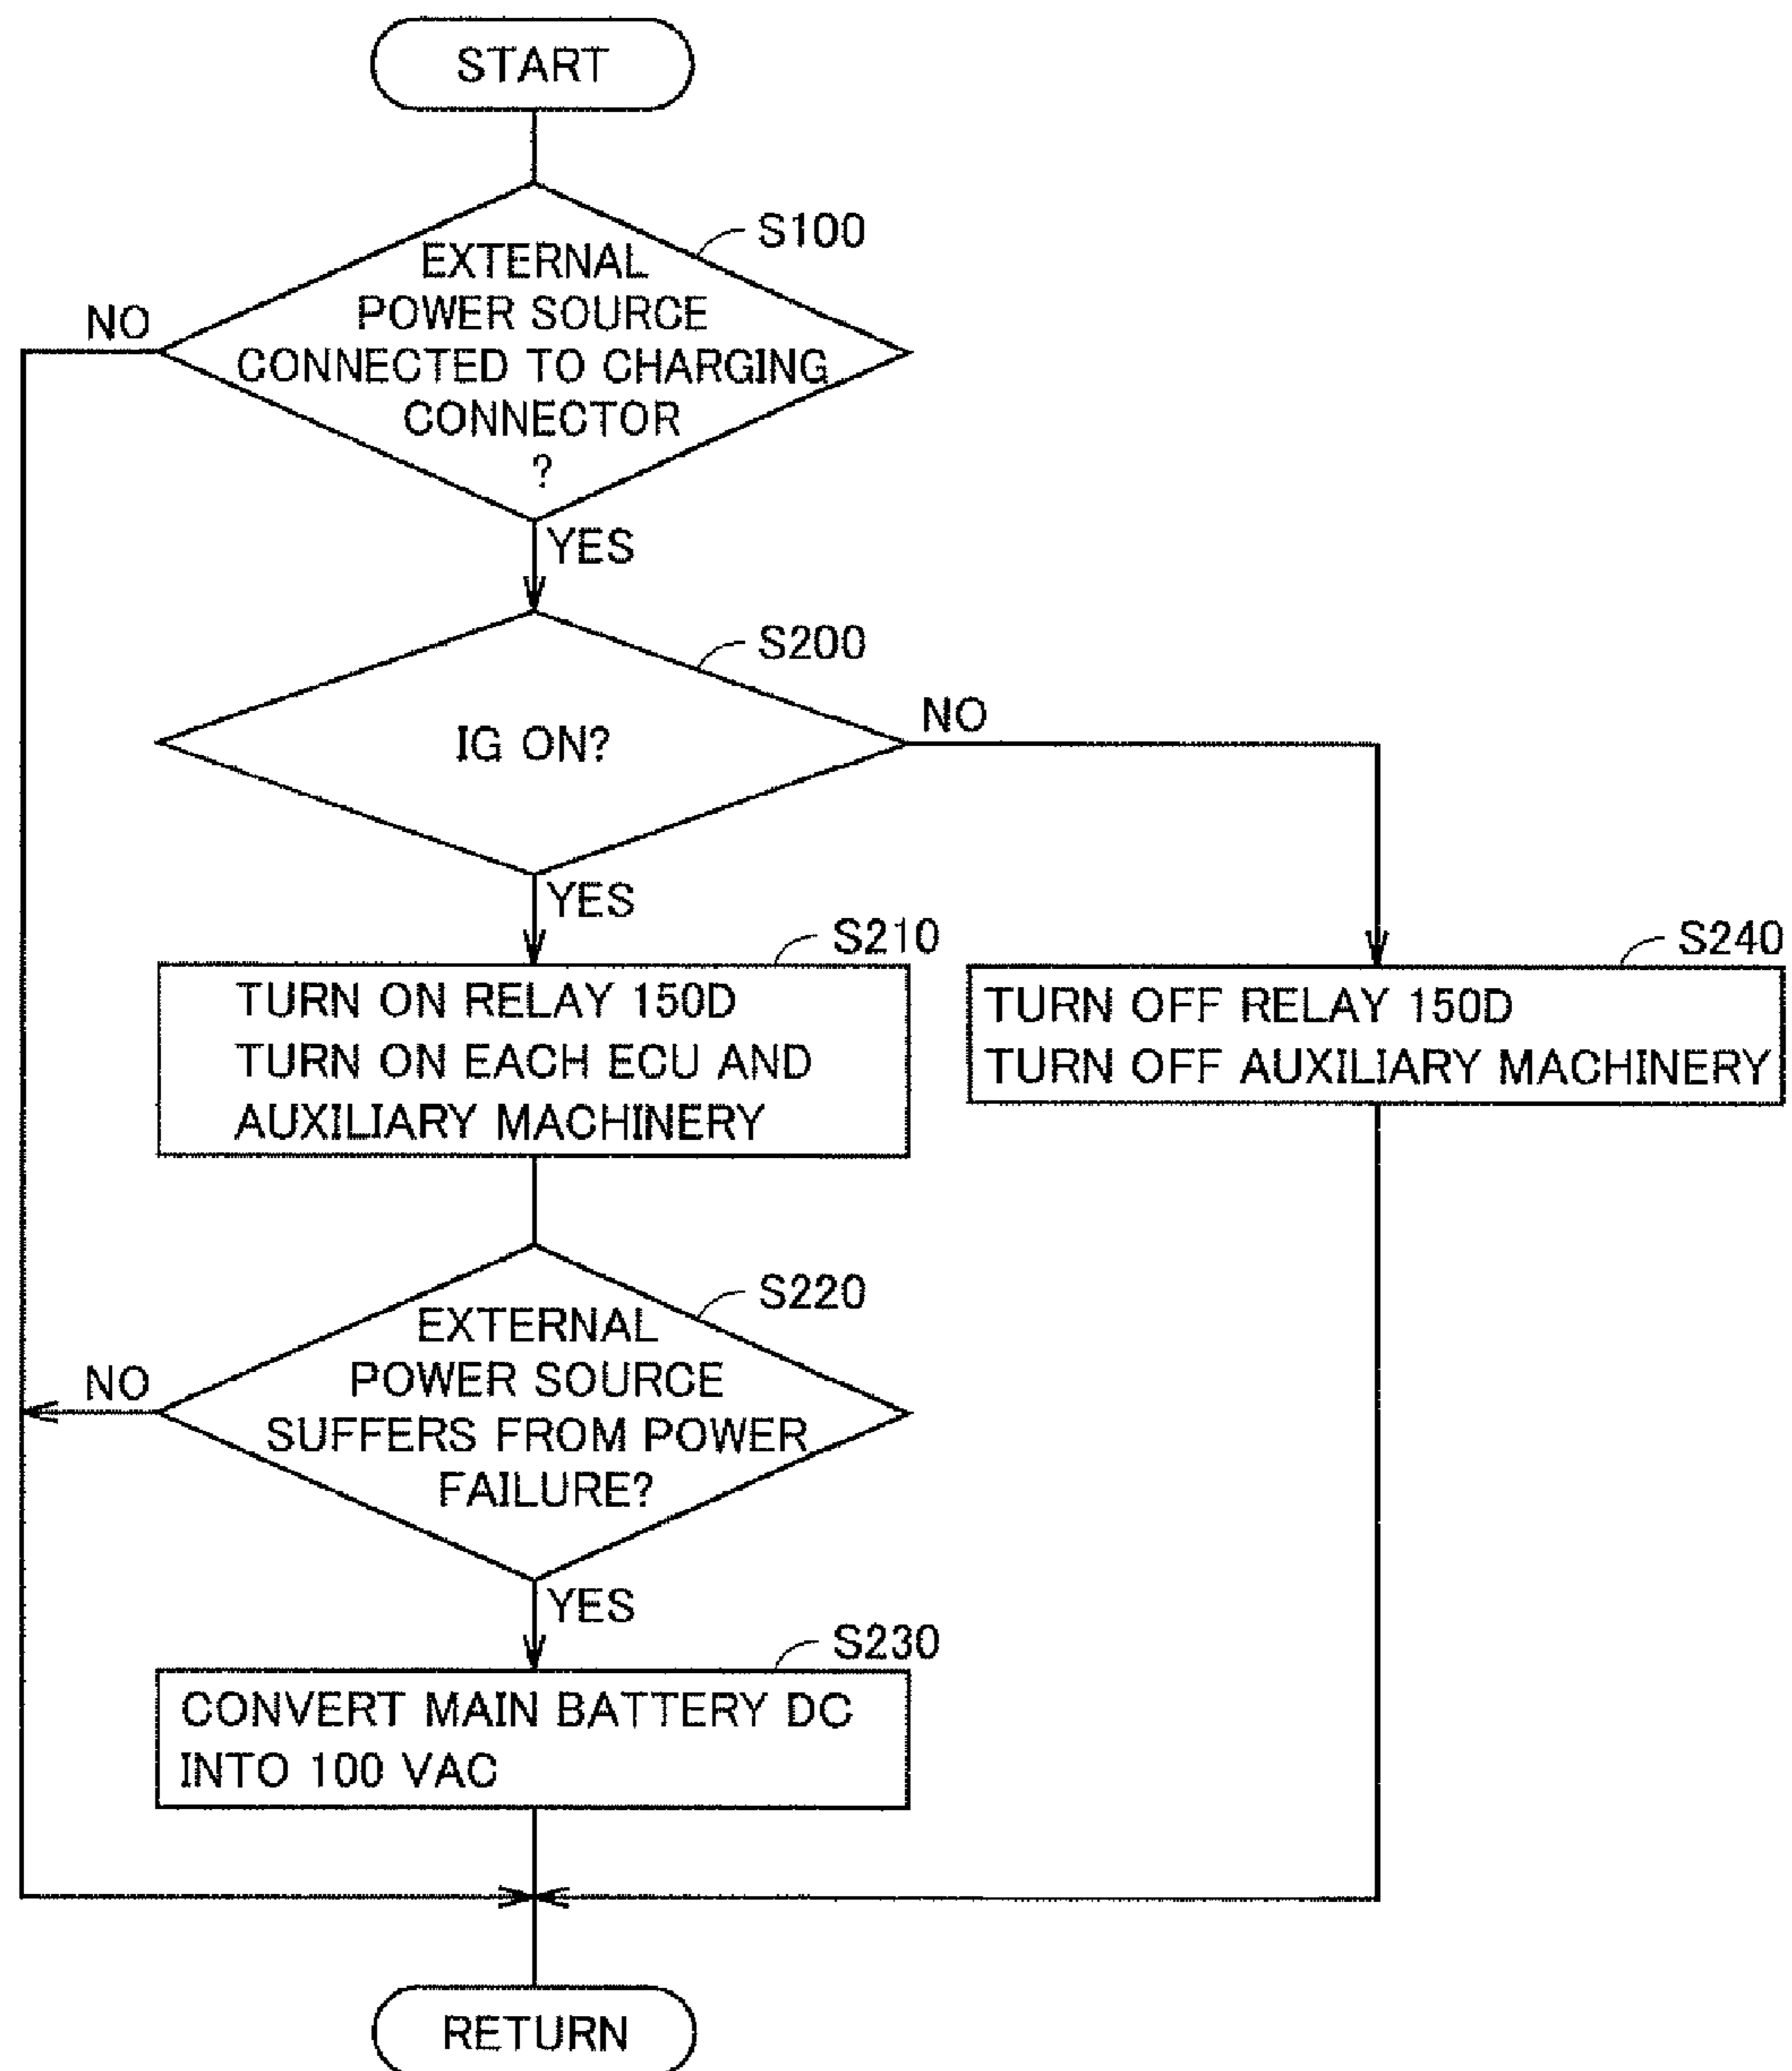 START
S100
EXTERNAL
POWER SOURCE
CONNECTED TO CHARGING
CONNECTOR
?
NO
YES
S200
IG ON?
NO
YES
S210
TURN ON RELAY 150D
TURN ON EACH ECU AND
AUXILIARY MACHINERY
S240
TURN OFF RELAY 150D
TURN OFF AUXILIARY MACHINERY
S220
EXTERNAL
POWER SOURCE
SUFFERS FROM POWER
FAILURE?
NO
YES
S230
CONVERT MAIN BATTERY DC
INTO 100 VAC
RETURN